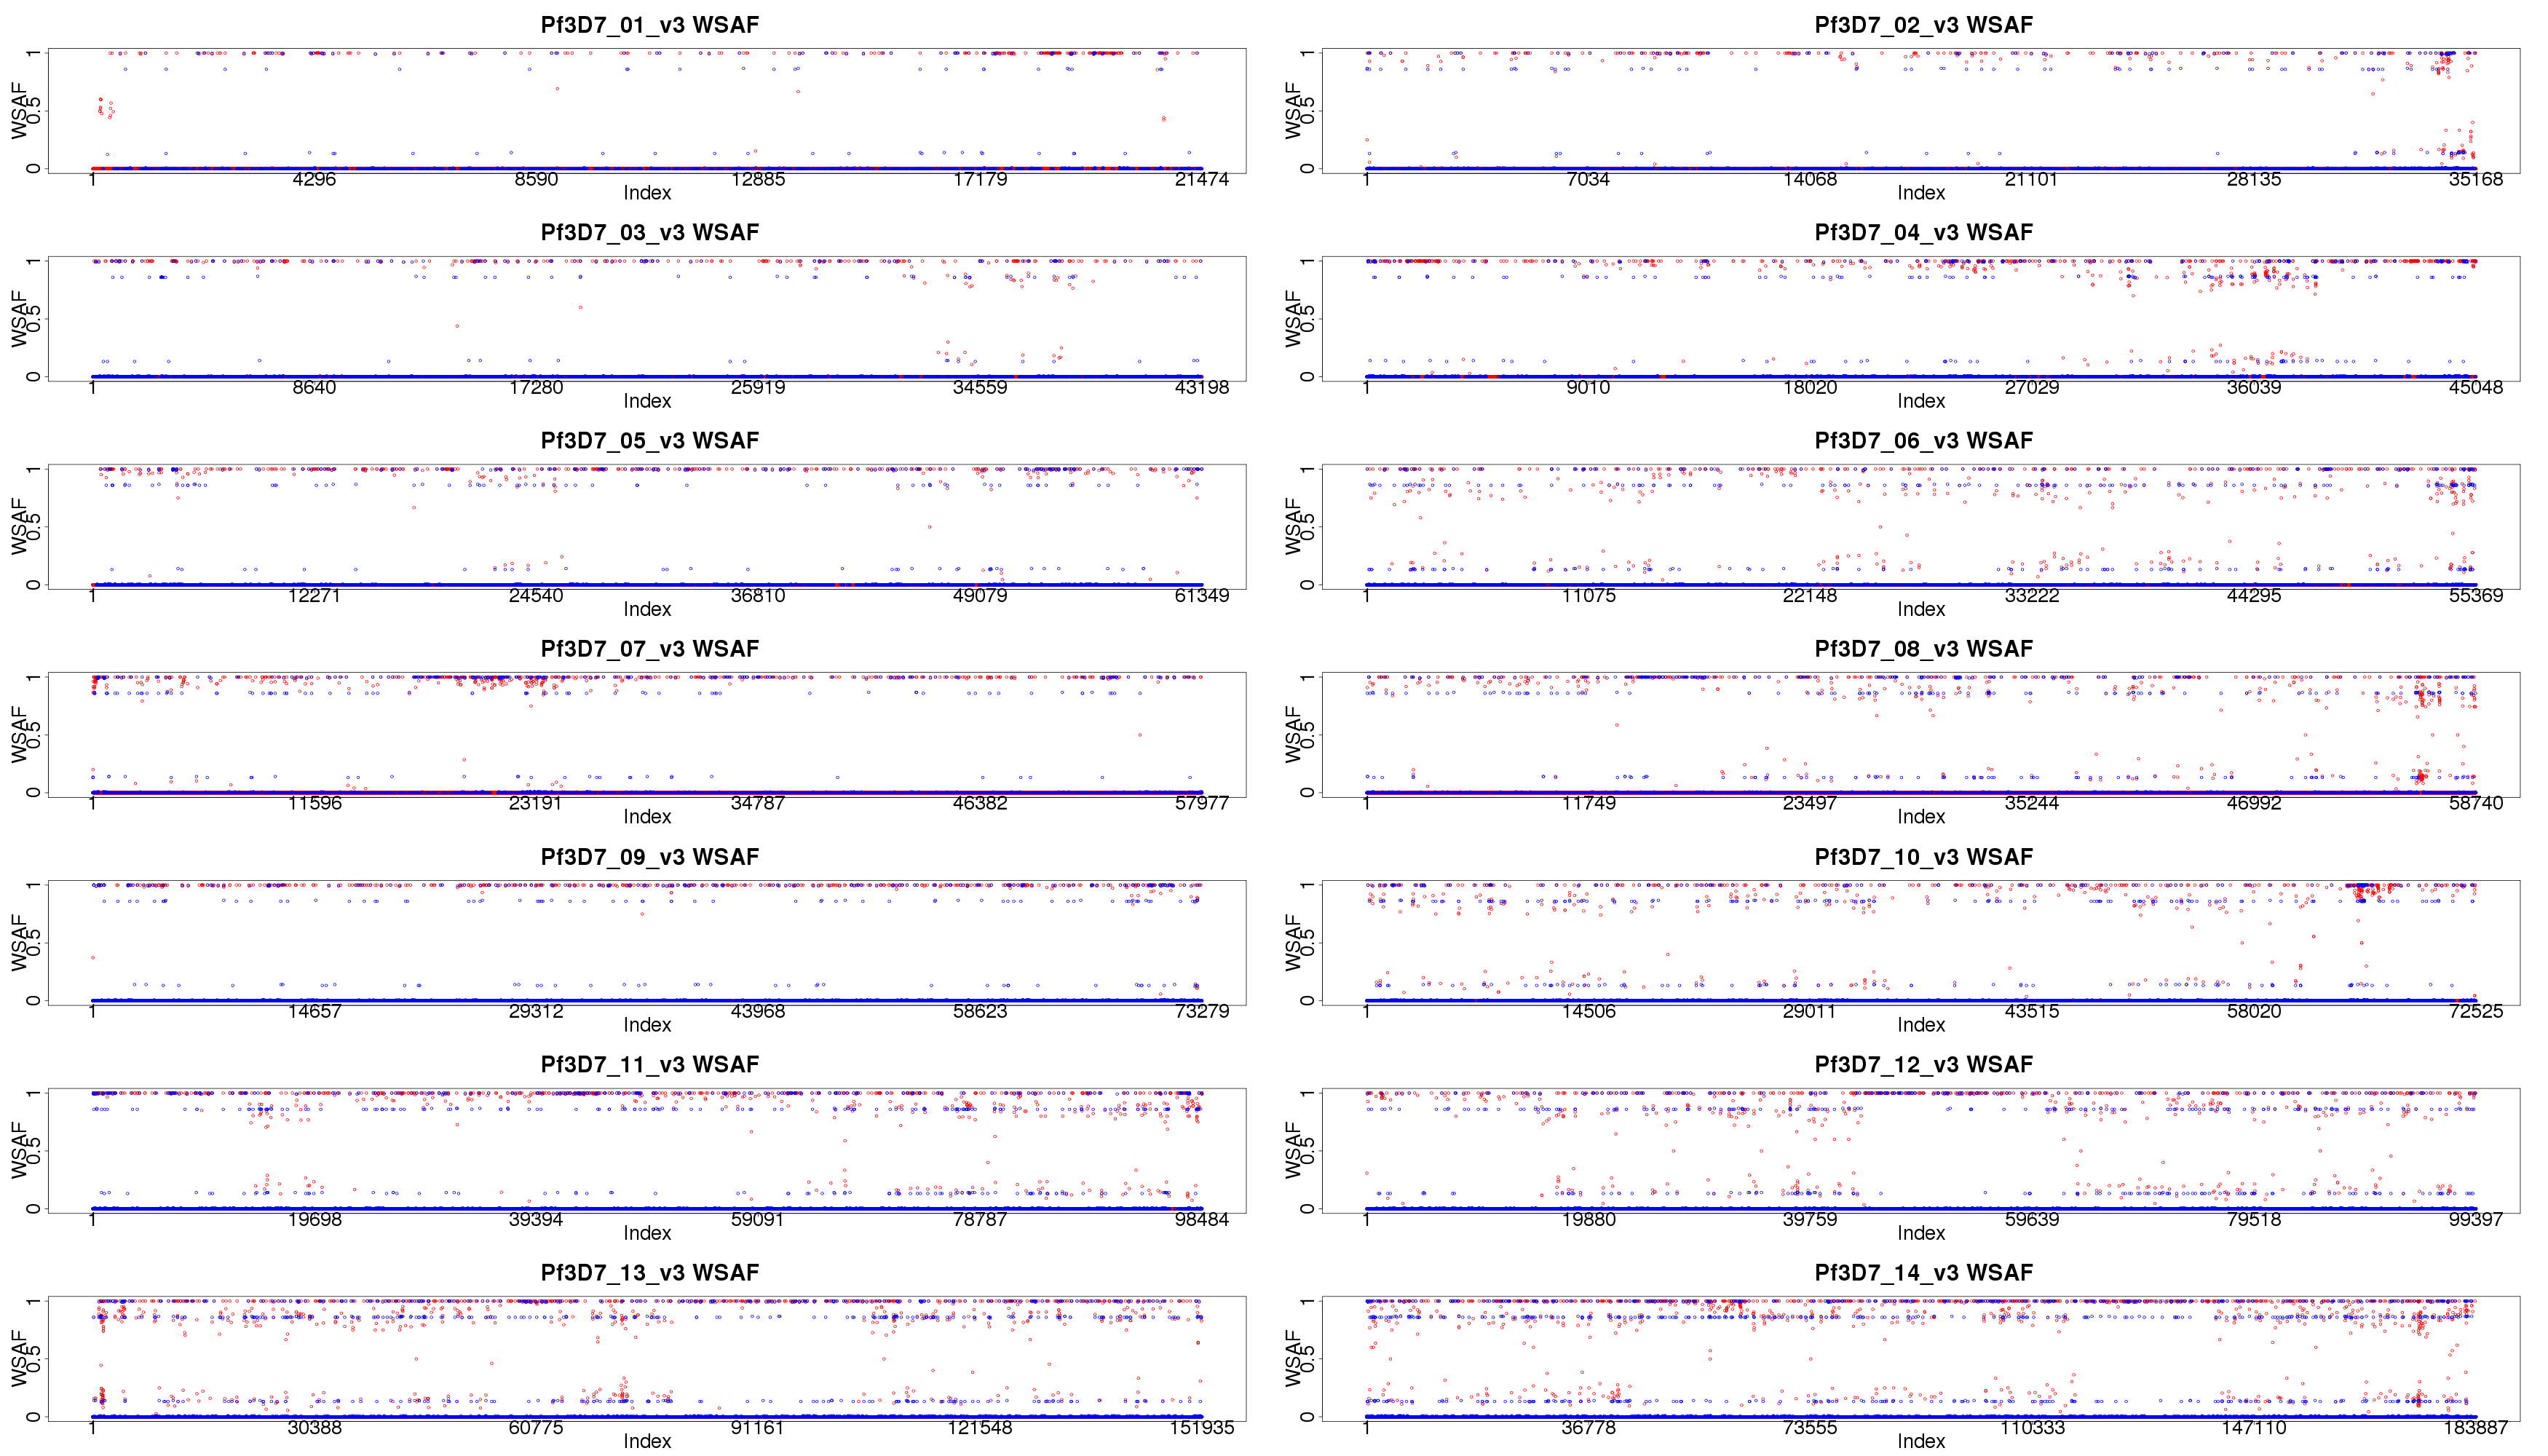 Pf3D7_01_v3 WSAF
WSAF
0 0.5 1
1 4296 8590 12885 17179 21474
Index
Pf3D7_02_v3 WSAF
WSAF
0 0.5 1
1 7034 14068 21101 28135 35168
Index
Pf3D7_03_v3 WSAF
WSAF
0 0.5 1
1 8640 17280 25919 34559 43198
Index
Pf3D7_04_v3 WSAF
WSAF
0 0.5 1
1 9010 18020 27029 36039 45048
Index
Pf3D7_05_v3 WSAF
WSAF
0 0.5 1
1 12271 24540 36810 49079 61349
Index
Pf3D7_06_v3 WSAF
WSAF
0 0.5 1
1 11075 22148 33222 44295 55369
Index
Pf3D7_07_v3 WSAF
WSAF
0 0.5 1
1 11596 23191 34787 46382 57977
Index
Pf3D7_08_v3 WSAF
WSAF
0 0.5 1
1 11749 23497 35244 46992 58740
Index
Pf3D7_09_v3 WSAF
WSAF
0 0.5 1
1 14657 29312 43968 58623 73279
Index
Pf3D7_10_v3 WSAF
WSAF
0 0.5 1
1 14506 29011 43515 58020 72525
Index
Pf3D7_11_v3 WSAF
WSAF
0 0.5 1
1 19698 39394 59091 78787 98484
Index
Pf3D7_12_v3 WSAF
WSAF
0 0.5 1
1 19880 39759 59639 79518 99397
Index
Pf3D7_13_v3 WSAF
WSAF
0 0.5 1
1 30388 60775 91161 121548 151935
Index
Pf3D7_14_v3 WSAF
WSAF
0 0.5 1
1 36778 73555 110333 147110 183887
Index